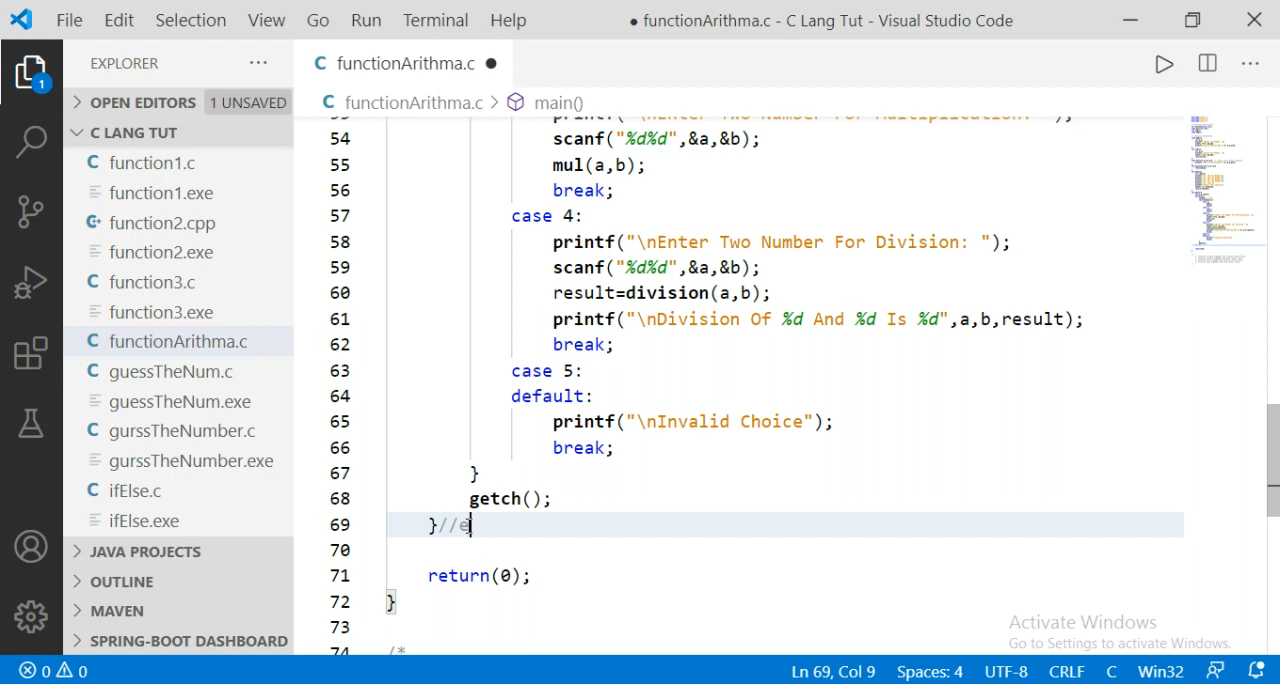 File Edit Selection View Go Run Terminal Help ● functionArithma.c - C Lang Tut - Visual Studio Code
EXPLORER ···
functionArithma.c ●
OPEN EDITORS 1 UNSAVED
functionArithma.c > main()
C LANG TUT
function1.c
function1.exe
function2.cpp
function2.exe
function3.c
function3.exe
functionArithma.c
guessTheNum.c
guessTheNum.exe
gurssTheNumber.c
gurssTheNumber.exe
ifElse.c
ifElse.exe
JAVA PROJECTS
OUTLINE
MAVEN
SPRING-BOOT DASHBOARD
54 scanf("%d%d",&a,&b);
55 mul(a,b);
56 break;
57 case 4:
58 printf("\nEnter Two Number For Division: ");
59 scanf("%d%d",&a,&b);
60 result=division(a,b);
61 printf("\nDivision Of %d And %d Is %d",a,b,result);
62 break;
63 case 5:
64 default:
65 printf("\nInvalid Choice");
66 break;
67 }
68 getch();
69 }//e
70
71 return(0);
72 }
73
74 /*
Activate Windows
Go to Settings to activate Windows.
0 0 Ln 69, Col 9 Spaces: 4 UTF-8 CRLF C Win32